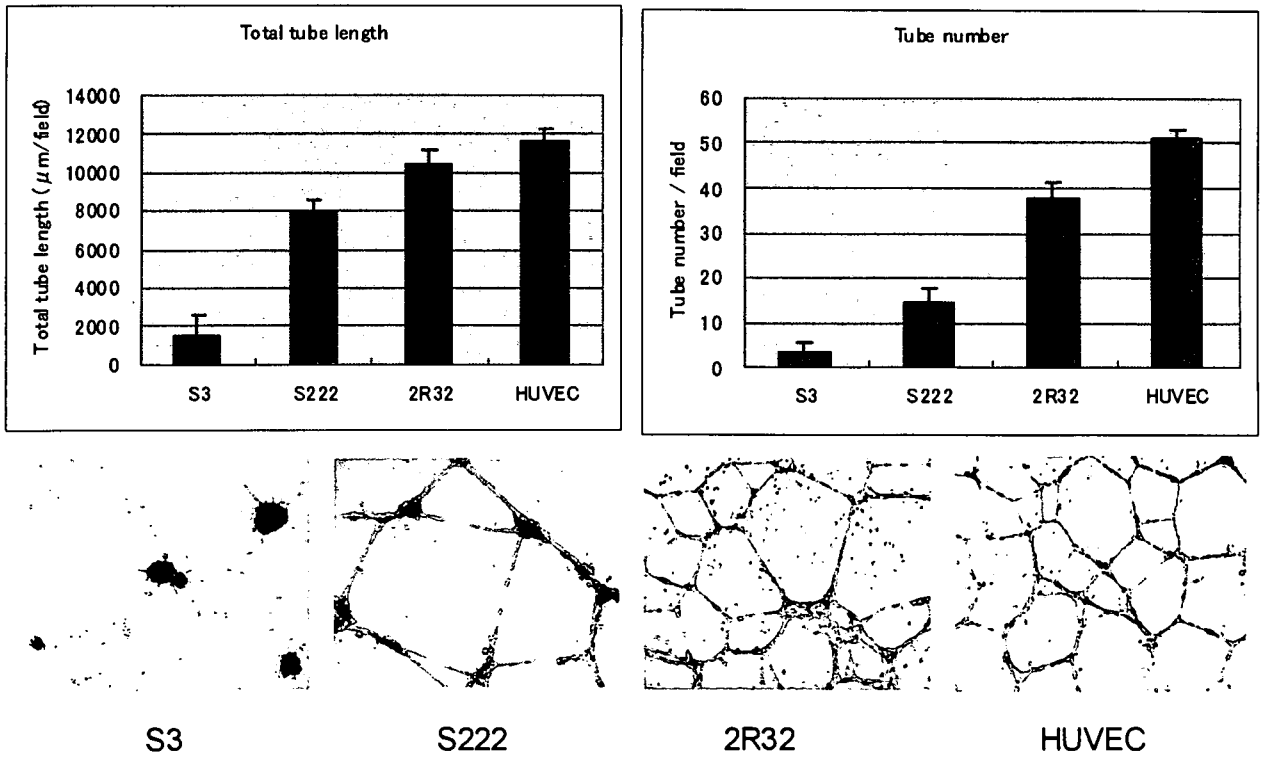 Total tube length
Total tube length (μm/field)
14000
12000
10000
8000
6000
4000
2000
0
S3 S222 2R32 HUVEC
Tube number
Tube number / field
60
50
40
30
20
10
0
S3 S222 2R32 HUVEC
S3 S222 2R32 HUVEC